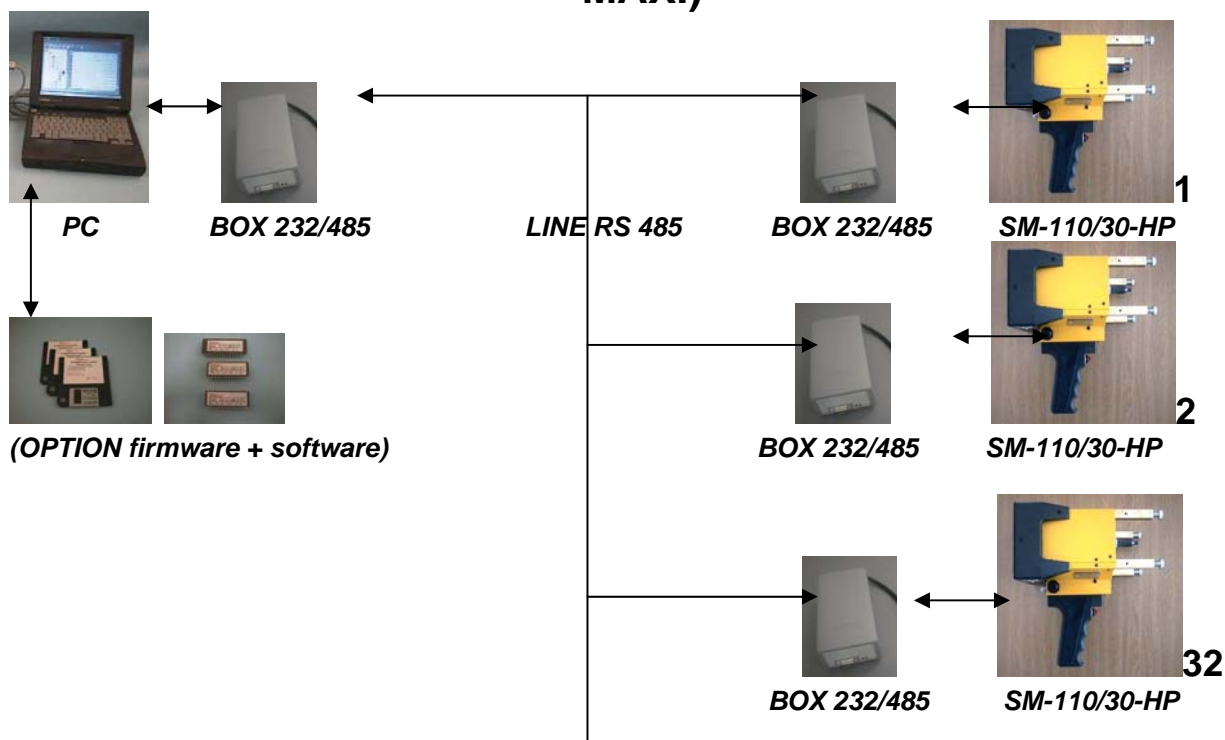 MAXI)
1
PC BOX 232/485 LINE RS 485 BOX 232/485 SM-110/30-HP
2
(OPTION firmware + software) BOX 232/485 SM-110/30-HP
32
BOX 232/485 SM-110/30-HP